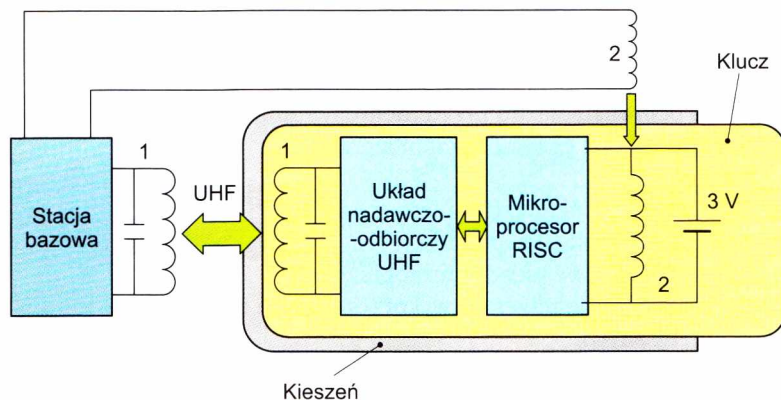 2
Klucz
1
UHF
1
Stacja
bazowa
Układ
nadawczo-
-odbiorczy
UHF
Mikro-
procesor
RISC
3 V
2
Kieszeń